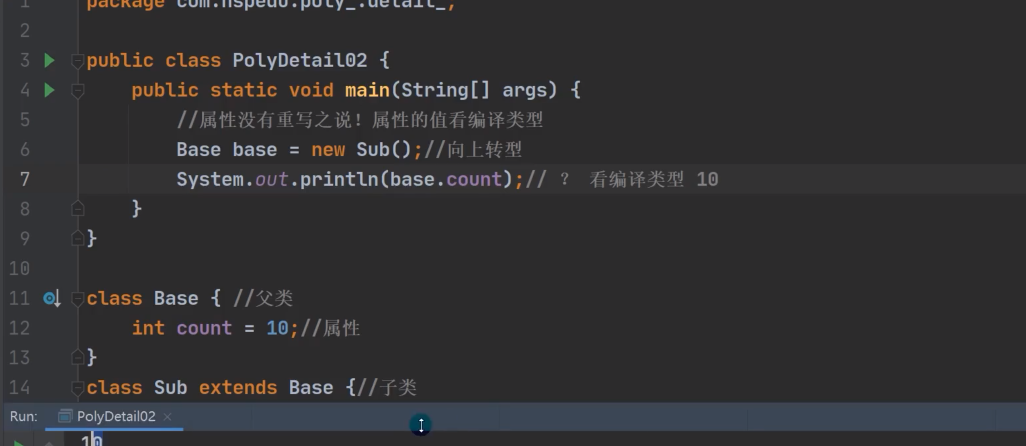 1 package com.hspedu.poly_.detail_;
2
3 public class PolyDetail02 {
4 public static void main(String[] args) {
5 //属性没有重写之说！属性的值看编译类型
6 Base base = new Sub();//向上转型
7 System.out.println(base.count);// ？ 看编译类型 10
8 }
9 }
10
11 class Base { //父类
12 int count = 10;//属性
13 }
14 class Sub extends Base {//子类
Run: PolyDetail02 ×
10